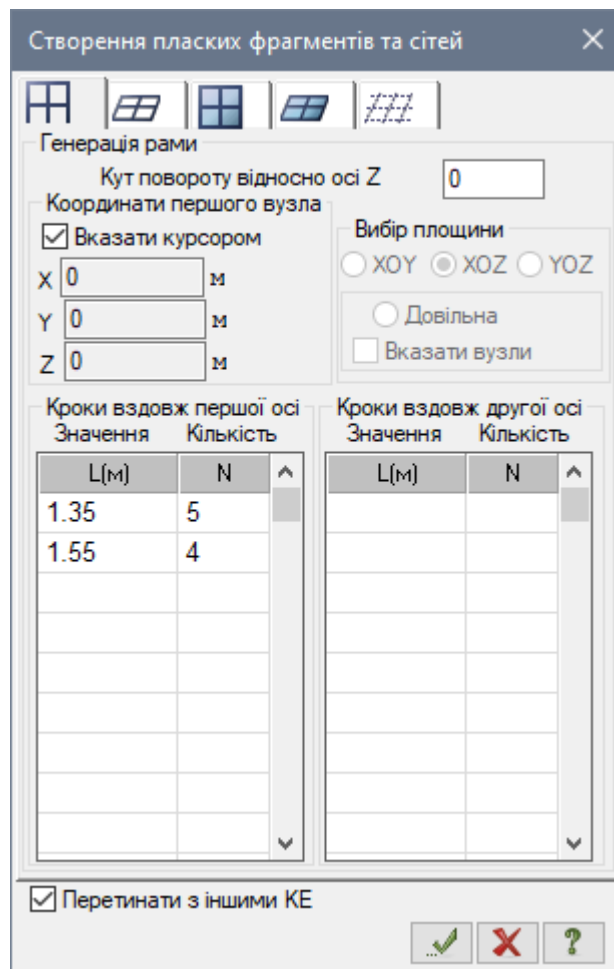 Створення пласких фрагментів та сітей
Генерація рами
Кут повороту відносно осі Z 0
Координати першого вузла
Вказати курсором
X 0 м
Y 0 м
Z 0 м
Вибір площини
XOY XOZ YOZ
Довільна
Вказати вузли
Кроки вздовж першої осі
Значення Кількість
L(м) N
1.35 5
1.55 4
Кроки вздовж другої осі
Значення Кількість
L(м) N
Перетинати з іншими КЕ
?